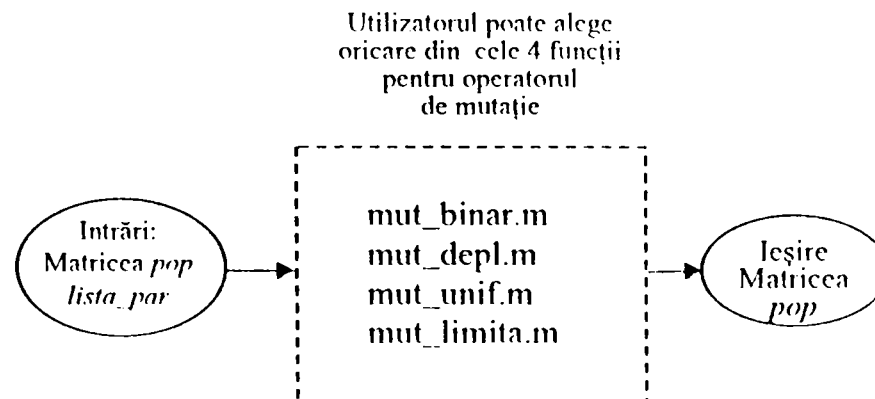 Utilizatorul poate alege
oricare din cele 4 funcții
pentru operatorul
de mutație
Intrări:
Matricea pop
lista_par
mut_binar.m
mut_depl.m
mut_unif.m
mut_limita.m
Ieșire
Matricea
pop